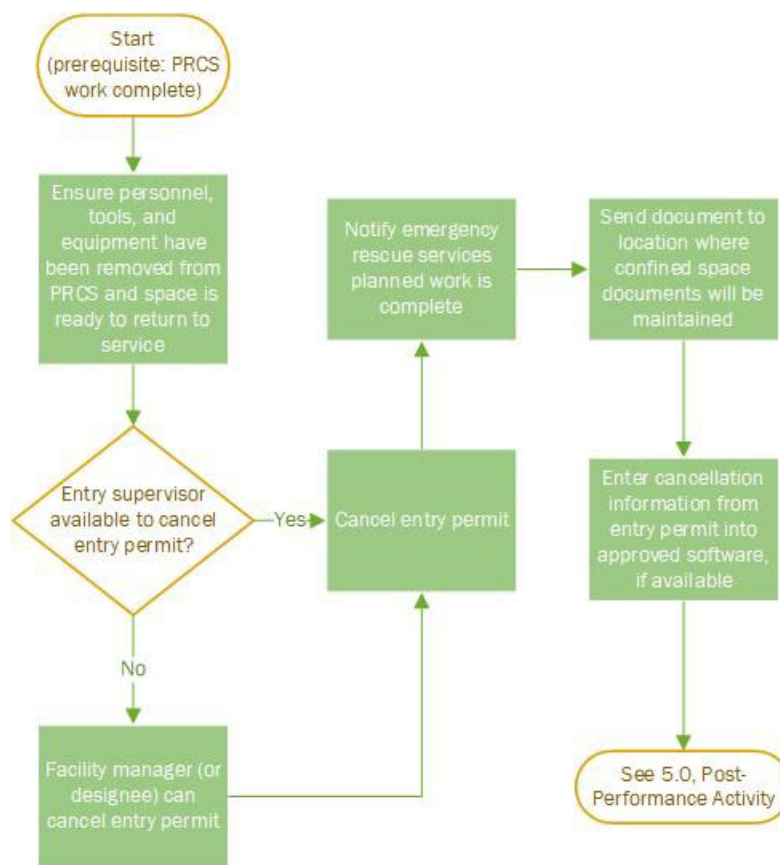 Start
(prerequisite: PRCS
work complete)
Ensure personnel,
tools, and
equipment have
been removed from
PRCS and space is
ready to return to
service
Entry supervisor
available to cancel
entry permit?
Yes
No
Facility manager (or
designee) can
cancel entry permit
Cancel entry permit
Notify emergency
rescue services
planned work is
complete
Send document to
location where
confined space
documents will be
maintained
Enter cancellation
information from
entry permit into
approved software,
if available
See 5.0, Post-
Performance Activity